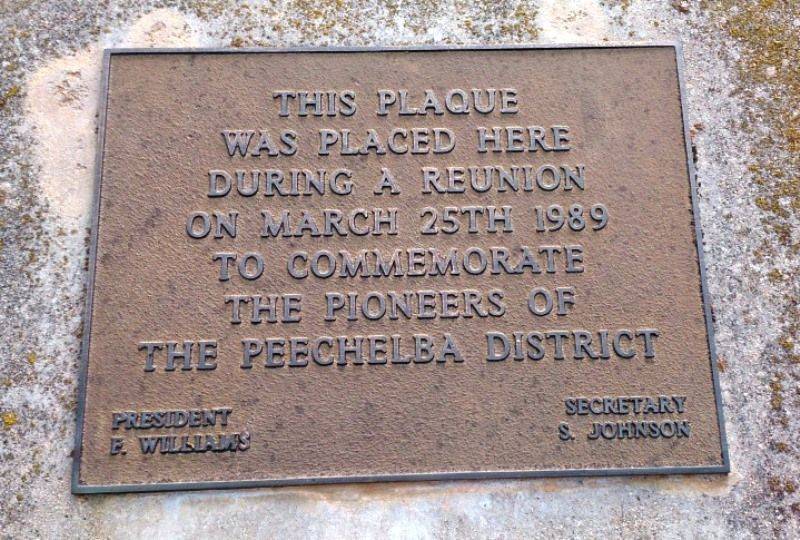 THIS PLAQUE
WAS PLACED HERE
DURING A REUNION
ON MARCH 25TH 1989
TO COMMEMORATE
THE PIONEERS OF
THE PEECHELBA DISTRICT
PRESIDENT
F. WILLIAMS
SECRETARY
S. JOHNSON